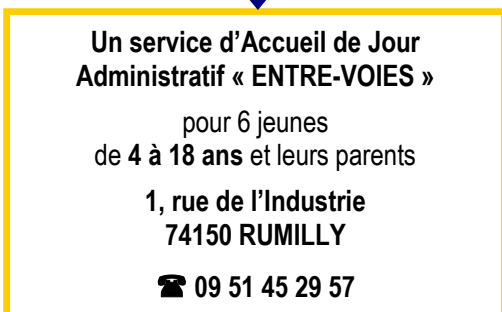 Un service d’Accueil de Jour
Administratif « ENTRE-VOIES »
pour 6 jeunes
de 4 à 18 ans et leurs parents
1, rue de l’Industrie
74150 RUMILLY
☎ 09 51 45 29 57